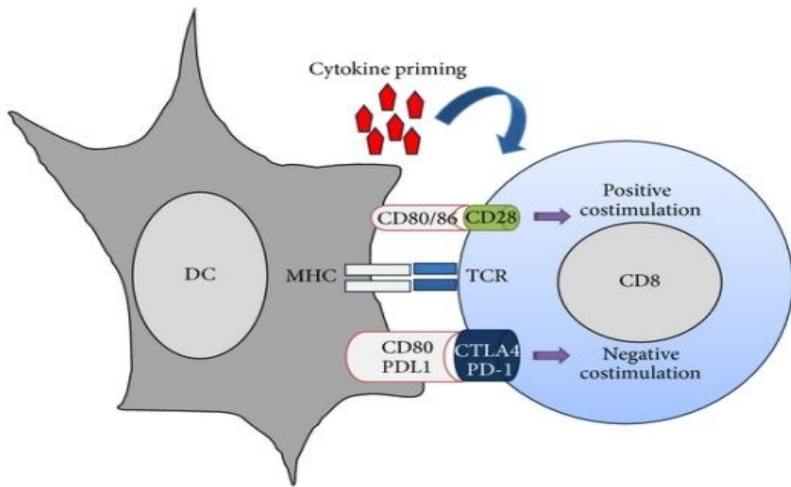 Cytokine priming
CD80/86 CD28
Positive
costimulation
DC
MHC
TCR
CD8
CD80
PDL1
CTLA4
PD-1
Negative
costimulation